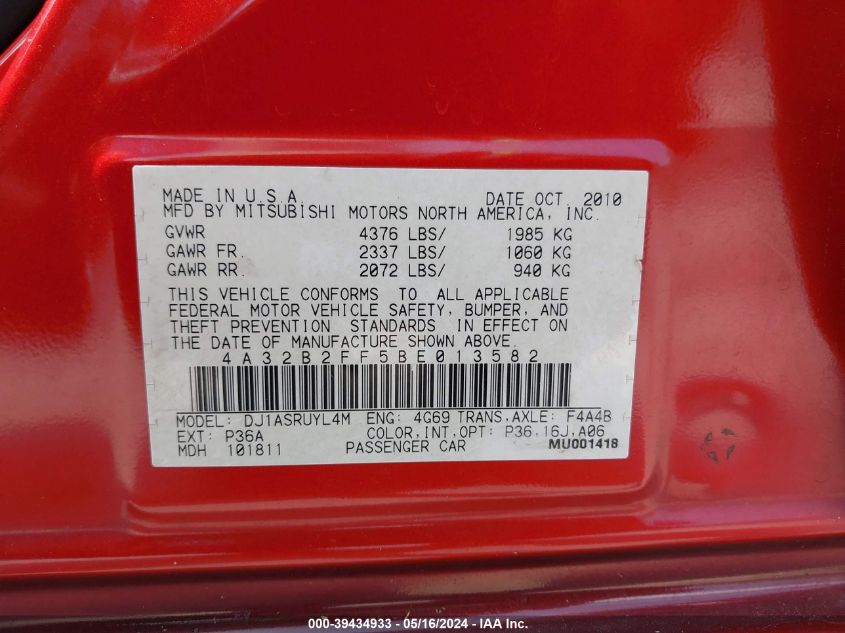 MADE IN U.S.A. DATE OCT. 2010
MFD BY MITSUBISHI MOTORS NORTH AMERICA, INC.
GVWR 4376 LBS/ 1985 KG
GAWR FR. 2337 LBS/ 1060 KG
GAWR RR. 2072 LBS/ 940 KG
THIS VEHICLE CONFORMS TO ALL APPLICABLE
FEDERAL MOTOR VEHICLE SAFETY, BUMPER, AND
THEFT PREVENTION STANDARDS IN EFFECT ON
THE DATE OF MANUFACTURE SHOWN ABOVE.
4A32B2FF5BE013582
MODEL: DJ1ASRUYL4M ENG: 4G69 TRANS,AXLE: F4A4B
EXT: P36A COLOR,INT,OPT: P36,16J,A06
MDH 101811 PASSENGER CAR MU001418
000-39434933 - 05/16/2024 - IAA, Inc.